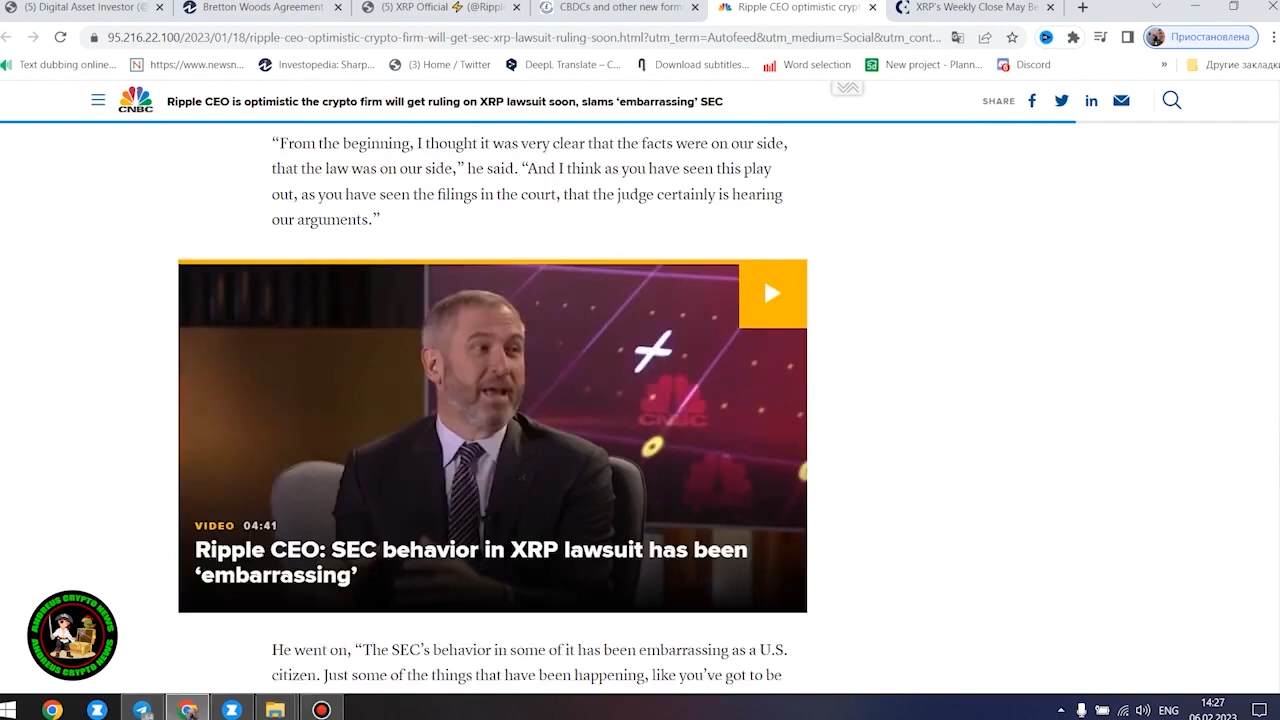 (5) Digital Asset Investor (@
Bretton Woods Agreement
(5) XRP Official ⚡ (@Rippl
CBDCs and other new form
Ripple CEO optimistic crypt
XRP's Weekly Close May Be
95.216.22.100/2023/01/18/ripple-ceo-optimistic-crypto-firm-will-get-sec-xrp-lawsuit-ruling-soon.html?utm_term=Autofeed&utm_medium=Social&utm_cont...
Приостановлена
Text dubbing online...
https://www.newsn...
Investopedia: Sharp...
(3) Home / Twitter
DeepL Translate – C...
Download subtitles...
Word selection
New project - Plann...
Discord
»
Другие закладки
CNBC
Ripple CEO is optimistic the crypto firm will get ruling on XRP lawsuit soon, slams ‘embarrassing’ SEC
SHARE
“From the beginning, I thought it was very clear that the facts were on our side,
that the law was on our side,” he said. “And I think as you have seen this play
out, as you have seen the filings in the court, that the judge certainly is hearing
our arguments.”
CNBC
VIDEO 04:41
Ripple CEO: SEC behavior in XRP lawsuit has been
‘embarrassing’
ANDREUS CRYPTO NEWS
ANDREUS CRYPTO NEWS
He went on, “The SEC’s behavior in some of it has been embarrassing as a U.S.
citizen. Just some of the things that have been happening, like you’ve got to be
ENG
14:27
06.02.2023